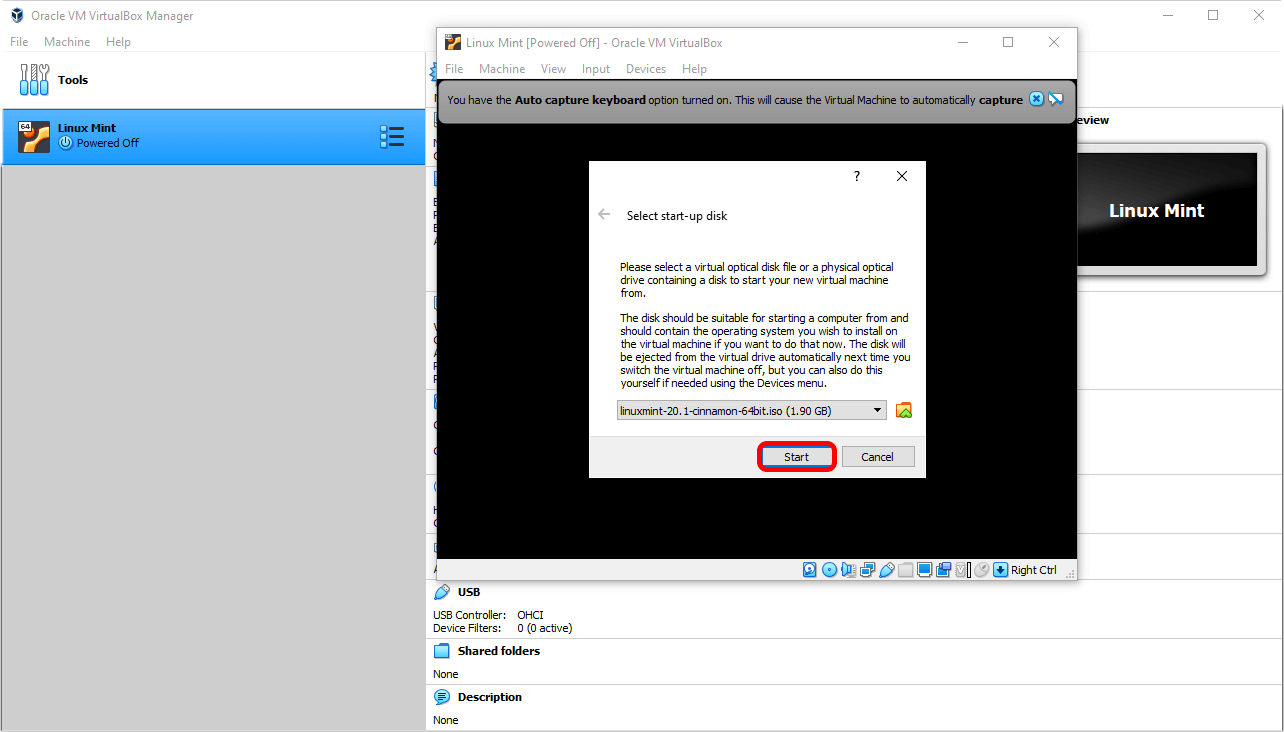 Oracle VM VirtualBox Manager
File Machine Help
Tools
64
Linux Mint
Powered Off
Linux Mint [Powered Off] - Oracle VM VirtualBox
File Machine View Input Devices Help
You have the Auto capture keyboard option turned on. This will cause the Virtual Machine to automatically capture
eview
Linux Mint
?
Select start-up disk
Please select a virtual optical disk file or a physical optical
drive containing a disk to start your new virtual machine
from.
The disk should be suitable for starting a computer from and
should contain the operating system you wish to install on
the virtual machine if you want to do that now. The disk will
be ejected from the virtual drive automatically next time you
switch the virtual machine off, but you can also do this
yourself if needed using the Devices menu.
linuxmint-20.1-cinnamon-64bit.iso (1.90 GB)
Start Cancel
Right Ctrl
USB
USB Controller: OHCI
Device Filters: 0 (0 active)
Shared folders
None
Description
None